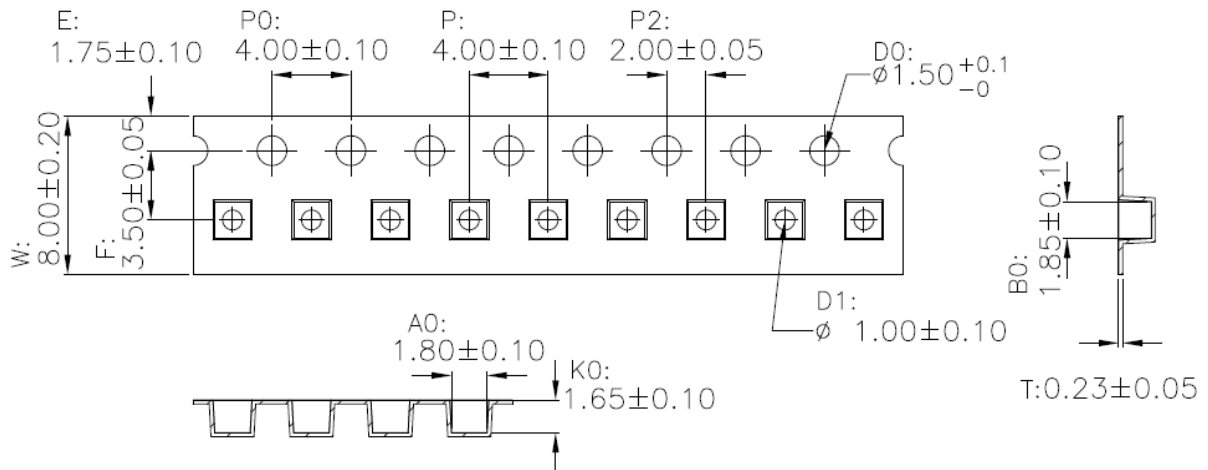 E:
1.75±0.10
P0:
4.00±0.10
P:
4.00±0.10
P2:
2.00±0.05
D0:
ϕ1.50 +0.1
-0
W:
8.00±0.20
F:
3.50±0.05
D1:
ϕ 1.00±0.10
B0:
1.85±0.10
T:0.23±0.05
A0:
1.80±0.10
K0:
1.65±0.10